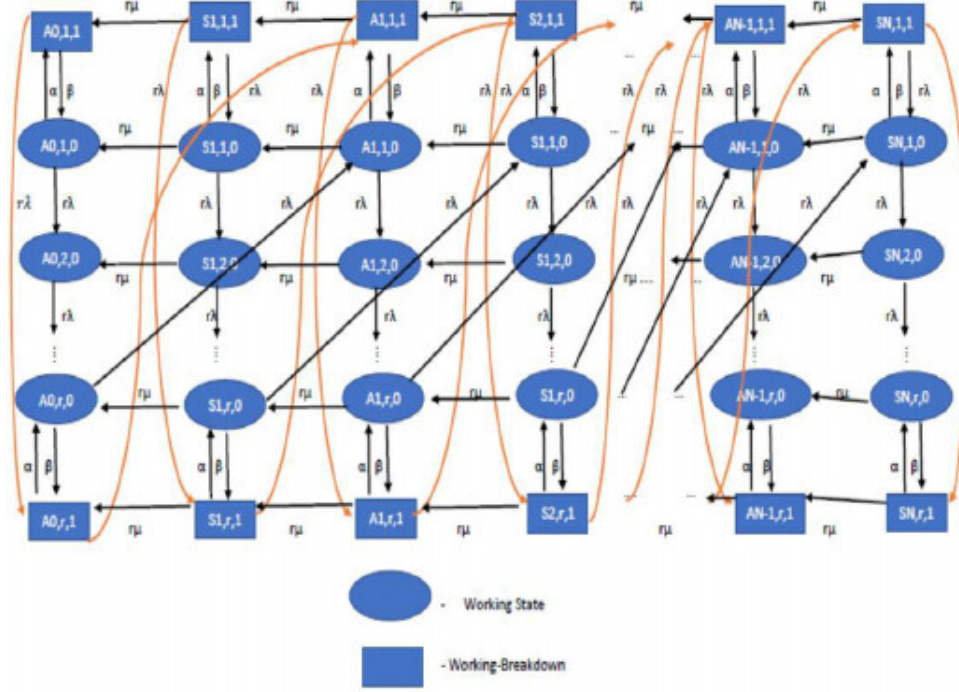 rμ rμ rμ rμ rμ
A0,1,1 S1,1,1 A1,1,1 S2,1,1 AN-1,1,1 SN,1,1
... ... ...
α β rλ α β rλ rλ α β rλ rλ α β rλ rλ rλ rλ α β rλ α β rλ
rμ rμ rμ ... rμ ... rμ
A0,1,0 S1,1,0 A1,1,0 S1,1,0 AN-1,1,0 SN,1,0
rλ rλ rλ rλ rλ rλ rλ rλ rλ rλ rλ rλ
A0,2,0 S1,2,0 A1,2,0 S1,2,0 AN-1,2,0 SN,2,0
rμ rμ rμ rμ .... .... rμ
rλ rλ rλ rλ rλ rλ
... ... ... ... ... ...
A0,r,0 S1,r,0 A1,r,0 S1,r,0 ... ... AN-1,r,0 SN,r,0
rμ rμ rμ rμ
α β α β α β α β α β α β
A0,r,1 S1,r,1 A1,r,1 S2,r,1 ... ... AN-1,r,1 SN,r,1
rμ rμ rμ rμ rμ
- Working State
- Working-Breakdown